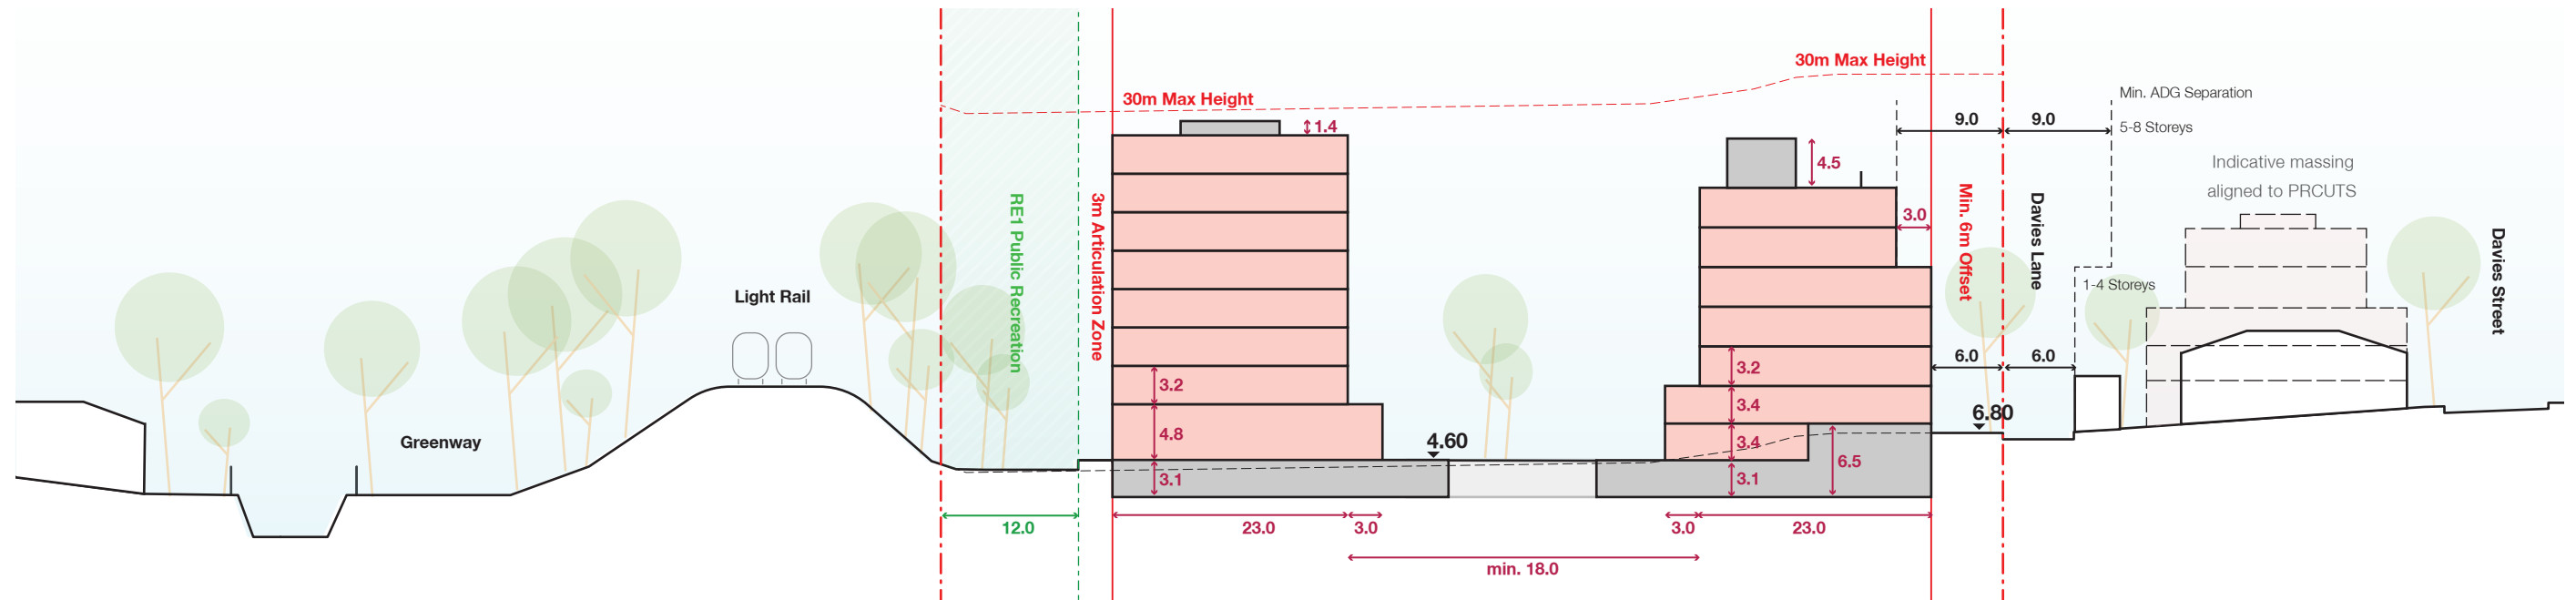 30m Max Height
30m Max Height
Min. ADG Separation
9.0
9.0
5-8 Storeys
1.4
4.5
Indicative massing
aligned to PRCUTS
RE1 Public Recreation
3m Articulation Zone
3.0
Min. 6m Offset
Davies Lane
Davies Street
1-4 Storeys
Light Rail
6.0
6.0
3.2
3.2
3.4
6.80
Greenway
4.8
4.60
3.4
6.5
3.1
3.1
12.0
23.0
3.0
3.0
23.0
min. 18.0